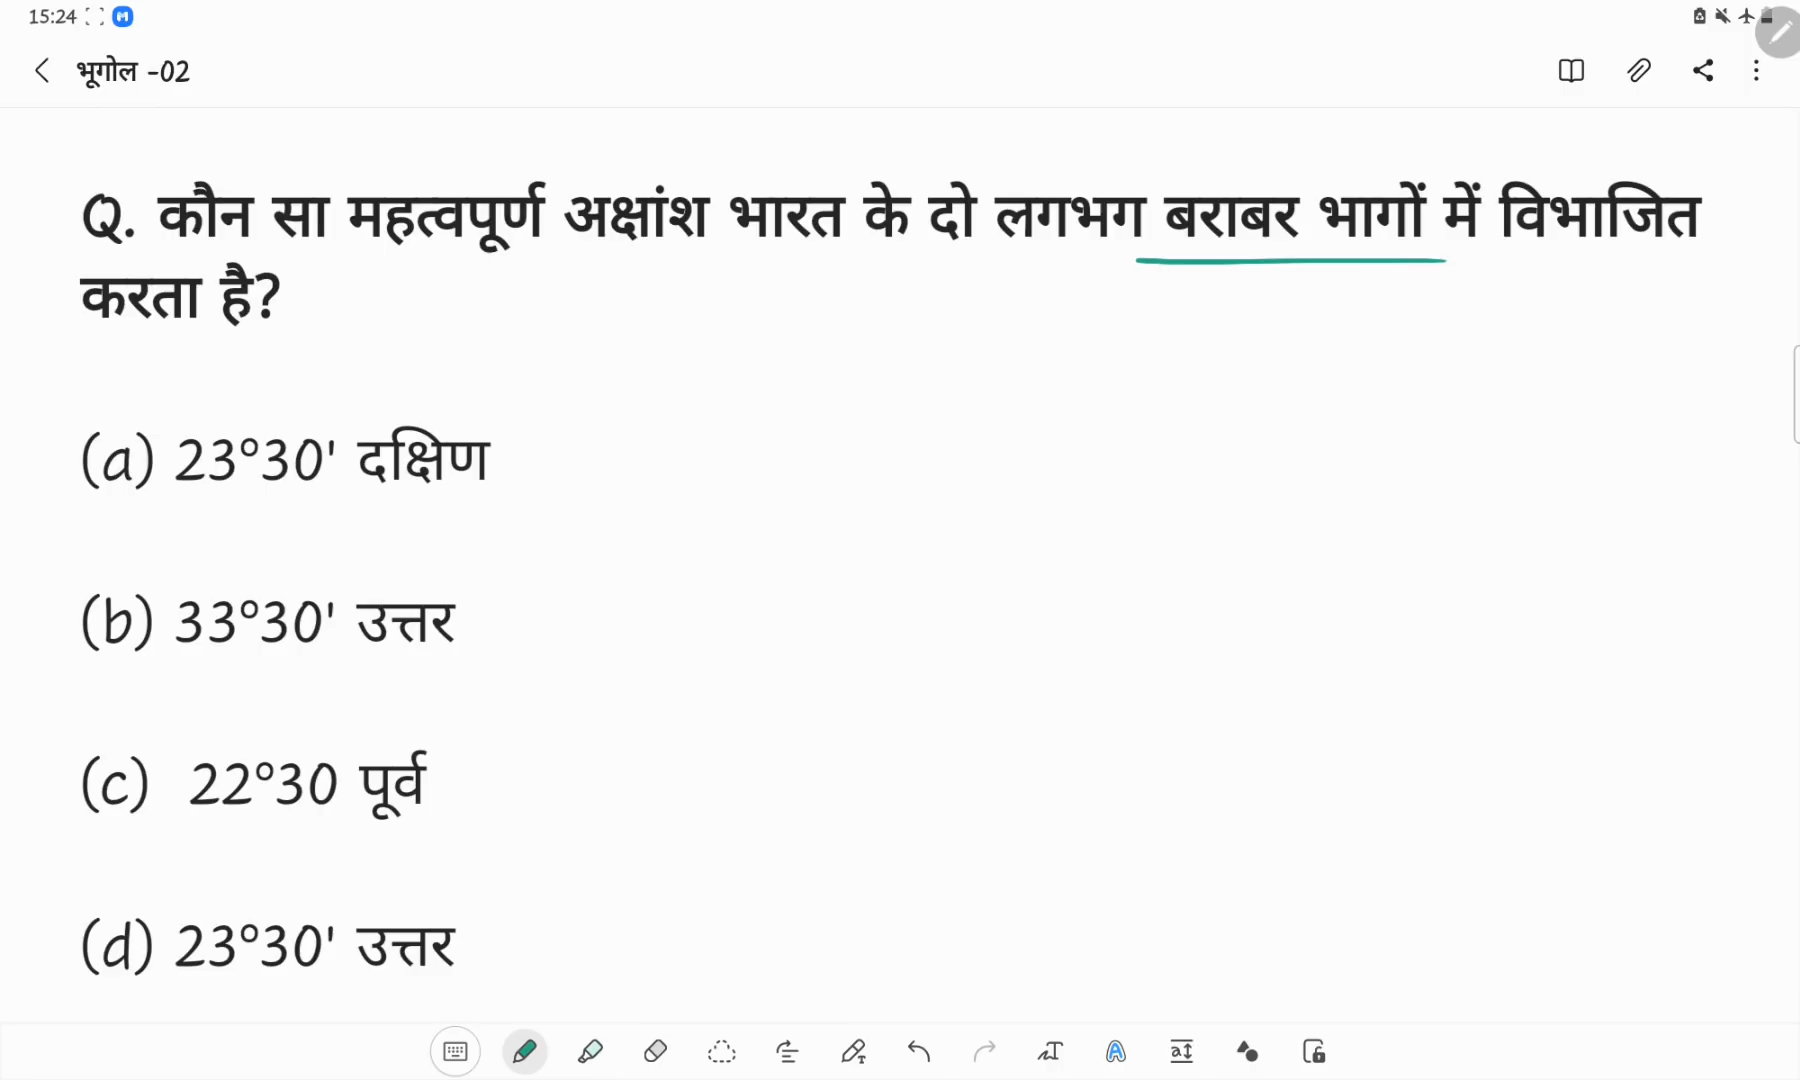 15:24
भूगोल -02
Q. कौन सा महत्वपूर्ण अक्षांश भारत के दो लगभग बराबर भागों में विभाजित
करता है?
(a) 23°30' दक्षिण
(b) 33°30' उत्तर
(c) 22°30 पूर्व
(d) 23°30' उत्तर